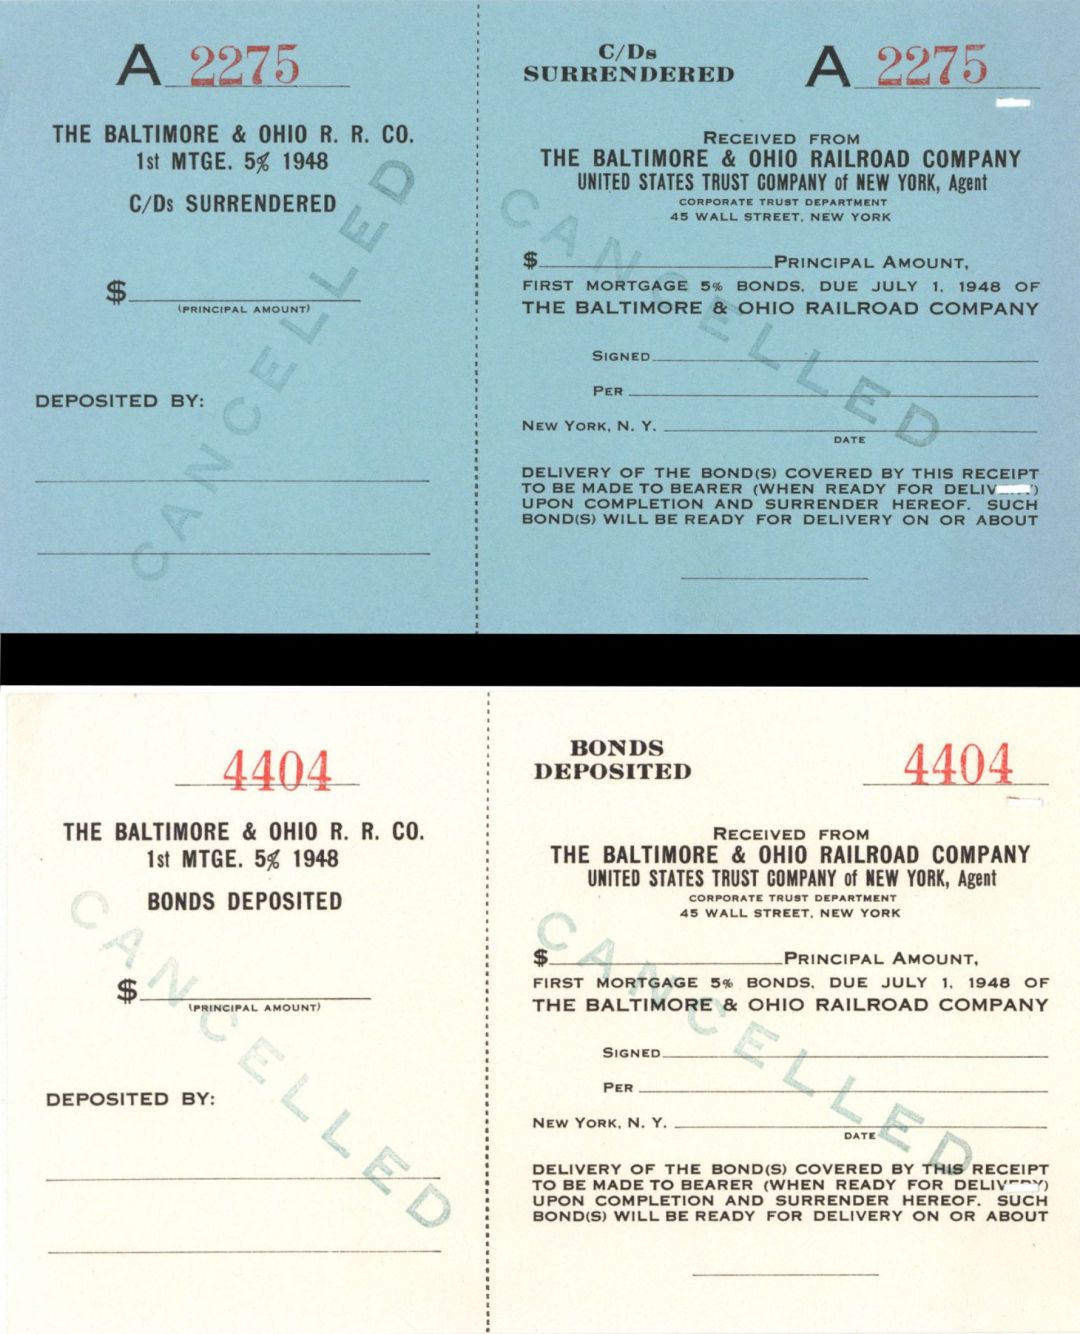 A 2275
THE BALTIMORE & OHIO R. R. CO.
1st MTGE. 5% 1948
C/Ds SURRENDERED
$
(PRINCIPAL AMOUNT)
DEPOSITED BY:
CANCELLED
C/Ds
SURRENDERED
A 2275
RECEIVED FROM
THE BALTIMORE & OHIO RAILROAD COMPANY
UNITED STATES TRUST COMPANY of NEW YORK, Agent
CORPORATE TRUST DEPARTMENT
45 WALL STREET, NEW YORK
$ PRINCIPAL AMOUNT,
FIRST MORTGAGE 5% BONDS, DUE JULY 1, 1948 OF
THE BALTIMORE & OHIO RAILROAD COMPANY
SIGNED
PER
NEW YORK, N. Y.
DATE
DELIVERY OF THE BOND(S) COVERED BY THIS RECEIPT
TO BE MADE TO BEARER (WHEN READY FOR DELIV )
UPON COMPLETION AND SURRENDER HEREOF. SUCH
BOND(S) WILL BE READY FOR DELIVERY ON OR ABOUT
CANCELLED
4404
THE BALTIMORE & OHIO R. R. CO.
1st MTGE. 5% 1948
BONDS DEPOSITED
$
(PRINCIPAL AMOUNT)
DEPOSITED BY:
CANCELLED
BONDS
DEPOSITED
4404
RECEIVED FROM
THE BALTIMORE & OHIO RAILROAD COMPANY
UNITED STATES TRUST COMPANY of NEW YORK, Agent
CORPORATE TRUST DEPARTMENT
45 WALL STREET, NEW YORK
$ PRINCIPAL AMOUNT,
FIRST MORTGAGE 5% BONDS, DUE JULY 1, 1948 OF
THE BALTIMORE & OHIO RAILROAD COMPANY
SIGNED
PER
NEW YORK, N. Y.
DATE
DELIVERY OF THE BOND(S) COVERED BY THIS RECEIPT
TO BE MADE TO BEARER (WHEN READY FOR DELIVERY)
UPON COMPLETION AND SURRENDER HEREOF. SUCH
BOND(S) WILL BE READY FOR DELIVERY ON OR ABOUT
CANCELLED